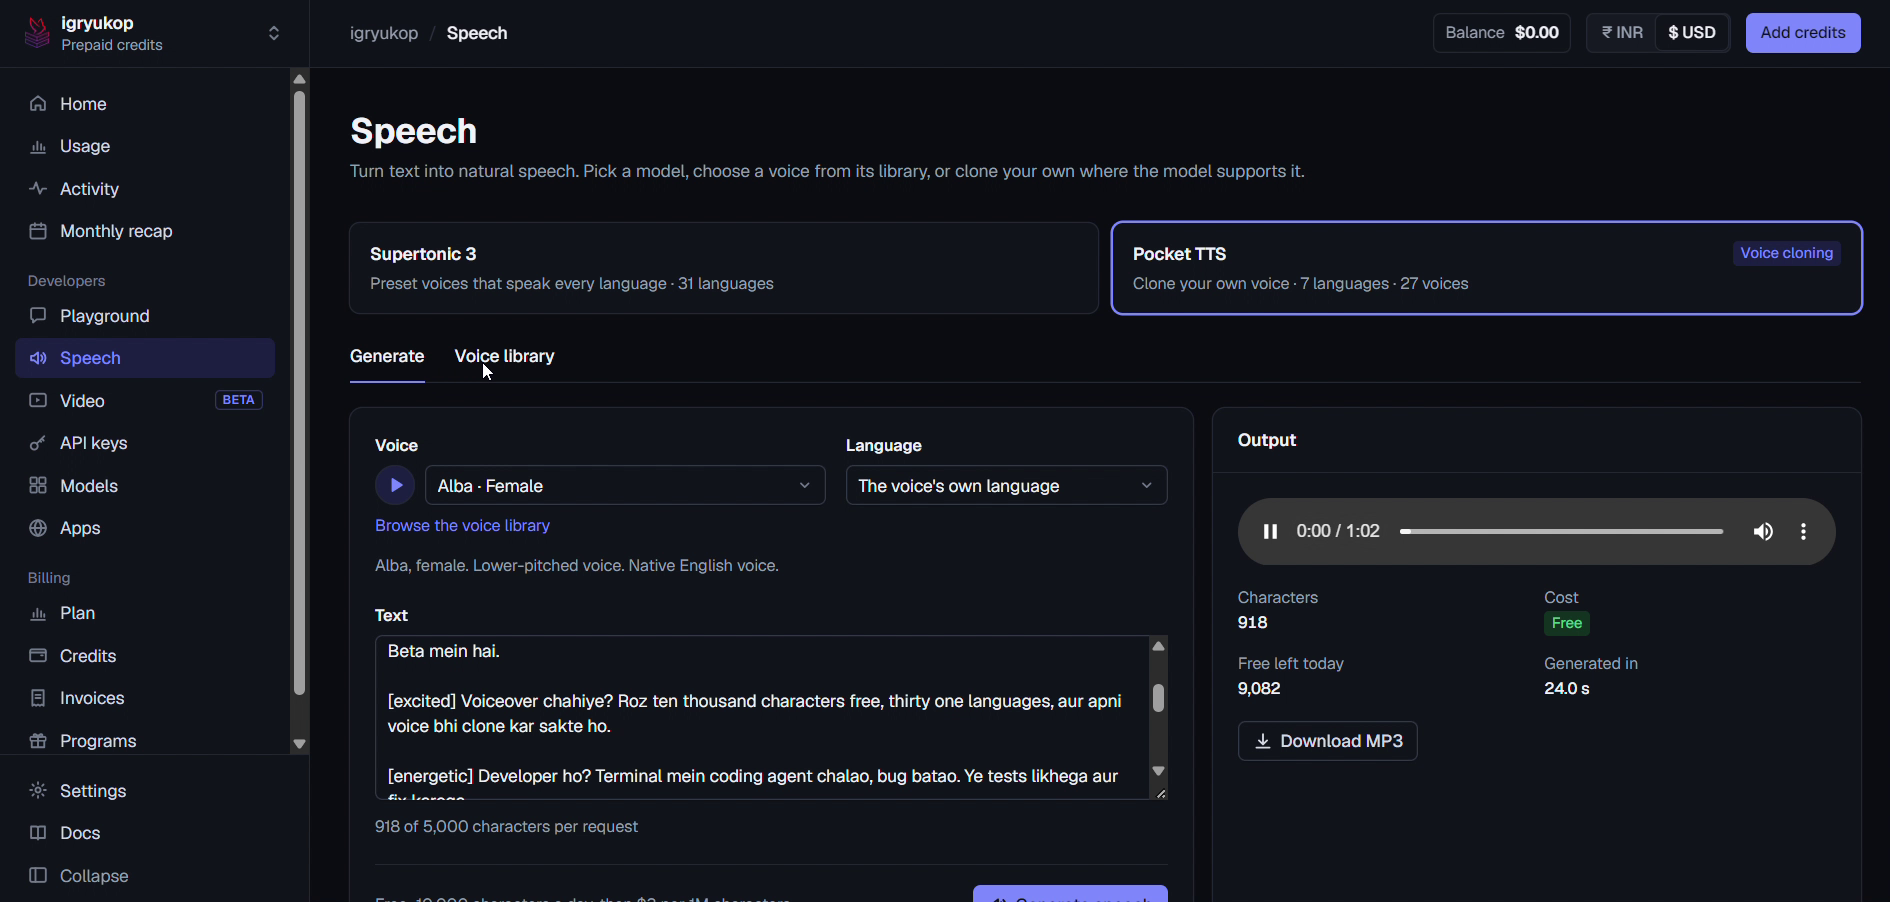 igryukop
Prepaid credits
igryukop / Speech
Balance $0.00
₹ INR
$ USD
Add credits
Home
Usage
Activity
Monthly recap
Developers
Playground
Speech
Video
BETA
API keys
Models
Apps
Billing
Plan
Credits
Invoices
Programs
Settings
Docs
Collapse
Speech
Turn text into natural speech. Pick a model, choose a voice from its library, or clone your own where the model supports it.
Supertonic 3
Preset voices that speak every language · 31 languages
Pocket TTS
Voice cloning
Clone your own voice · 7 languages · 27 voices
Generate
Voice library
Voice
Language
Alba · Female
The voice's own language
Browse the voice library
Alba, female. Lower-pitched voice. Native English voice.
Text
Beta mein hai.
[excited] Voiceover chahiye? Roz ten thousand characters free, thirty one languages, aur apni
voice bhi clone kar sakte ho.
[energetic] Developer ho? Terminal mein coding agent chalao, bug batao. Ye tests likhega aur
918 of 5,000 characters per request
Output
0:00 / 1:02
Characters
Cost
918
Free
Free left today
Generated in
9,082
24.0 s
Download MP3